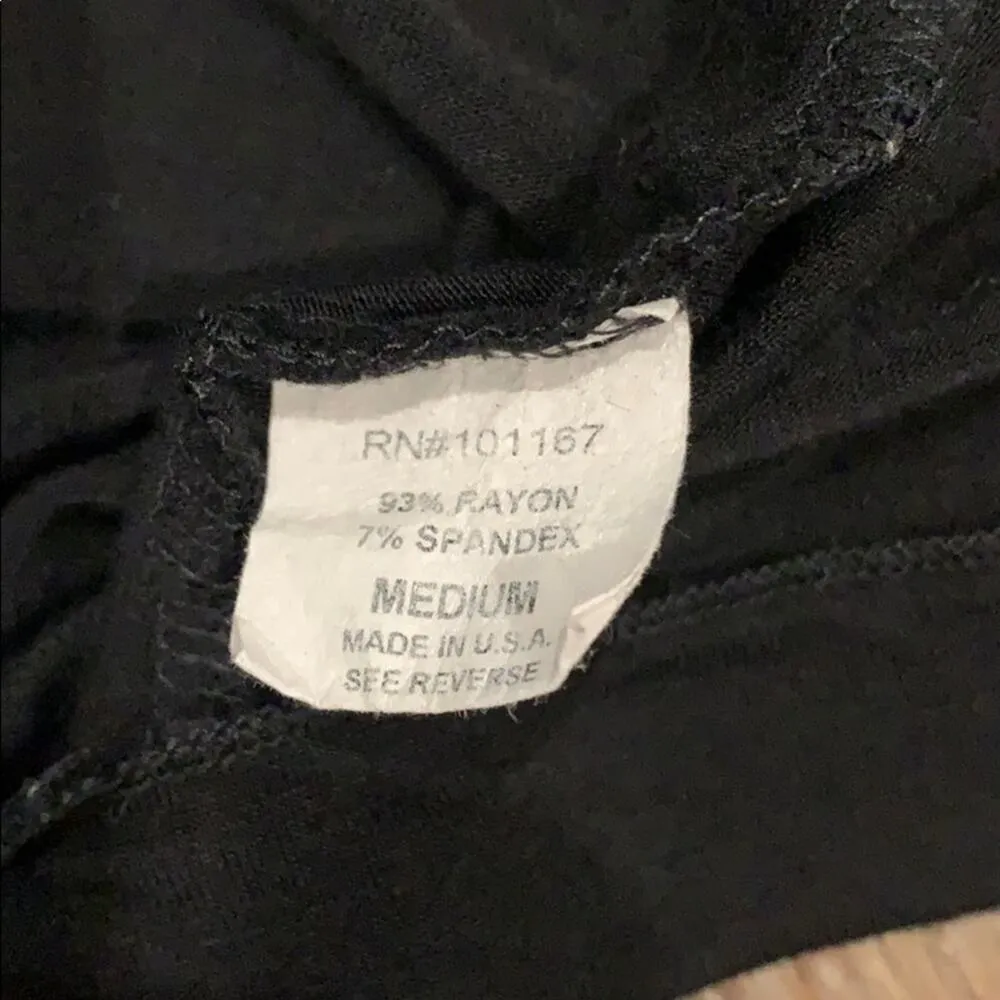 RN#101167
93% RAYON
7% SPANDEX
MEDIUM
MADE IN U.S.A.
SEE REVERSE